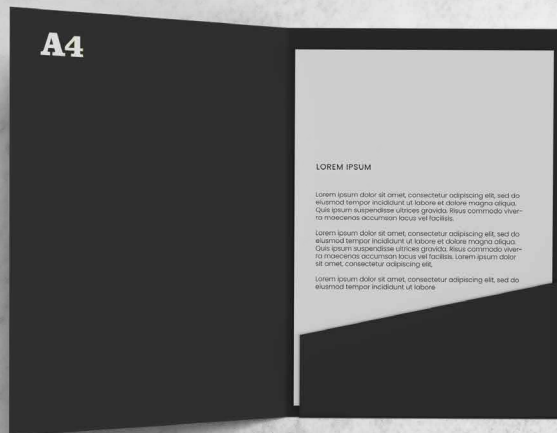 A4
LOREM IPSUM
Lorem ipsum dolor sit amet, consectetur adipiscing elit, sed do
eiusmod tempor incididunt ut labore et dolore magna aliqua.
Quis ipsum suspendisse ultrices gravida. Risus commodo viver-
ra maecenas accumsan lacus vel facilisis.
Lorem ipsum dolor sit amet, consectetur adipiscing elit, sed do
eiusmod tempor incididunt ut labore et dolore magna aliqua.
Quis ipsum suspendisse ultrices gravida. Risus commodo viver-
ra maecenas accumsan lacus vel facilisis. Lorem ipsum dolor
sit amet, consectetur adipiscing elit,
Lorem ipsum dolor sit amet, consectetur adipiscing elit, sed do
eiusmod tempor incididunt ut labore